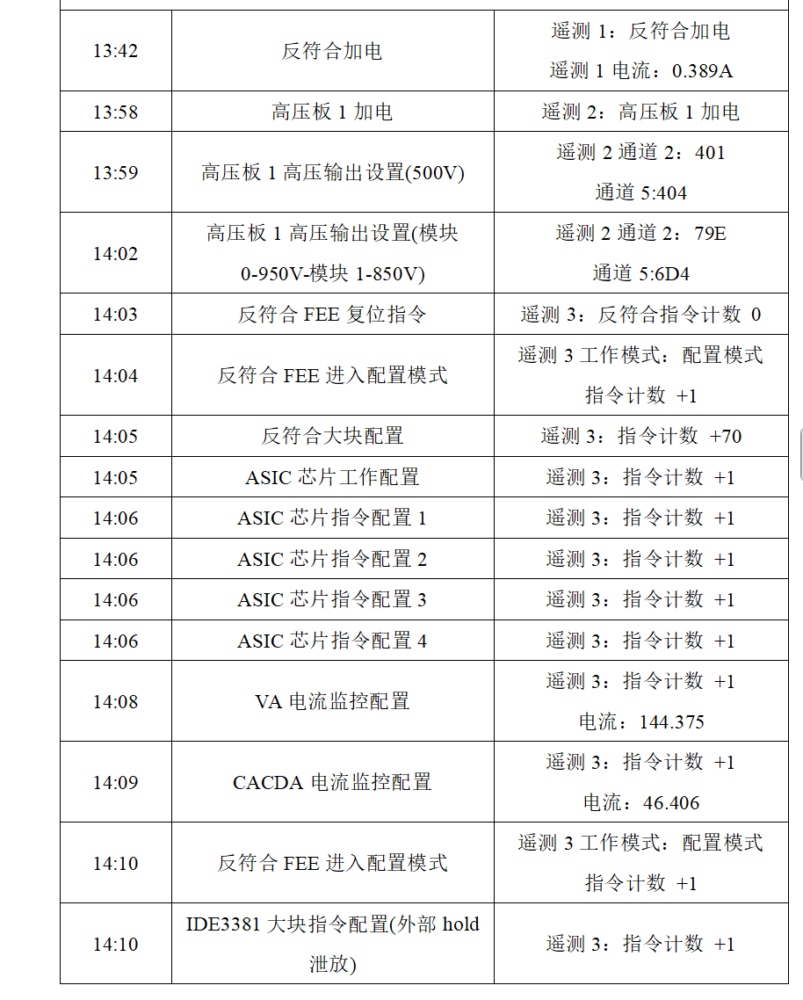 13:42
反符合加电
遥测 1：反符合加电
遥测 1 电流：0.389A
13:58
高压板 1 加电
遥测 2：高压板 1 加电
13:59
高压板 1 高压输出设置(500V)
遥测 2 通道 2：401
通道 5:404
14:02
高压板 1 高压输出设置(模块
0-950V-模块 1-850V)
遥测 2 通道 2：79E
通道 5:6D4
14:03
反符合 FEE 复位指令
遥测 3：反符合指令计数 0
14:04
反符合 FEE 进入配置模式
遥测 3 工作模式：配置模式
指令计数 +1
14:05
反符合大块配置
遥测 3：指令计数 +70
14:05
ASIC 芯片工作配置
遥测 3：指令计数 +1
14:06
ASIC 芯片指令配置 1
遥测 3：指令计数 +1
14:06
ASIC 芯片指令配置 2
遥测 3：指令计数 +1
14:06
ASIC 芯片指令配置 3
遥测 3：指令计数 +1
14:06
ASIC 芯片指令配置 4
遥测 3：指令计数 +1
14:08
VA 电流监控配置
遥测 3：指令计数 +1
电流：144.375
14:09
CACDA 电流监控配置
遥测 3：指令计数 +1
电流：46.406
14:10
反符合 FEE 进入配置模式
遥测 3 工作模式：配置模式
指令计数 +1
14:10
IDE3381 大块指令配置(外部 hold
泄放)
遥测 3：指令计数 +1